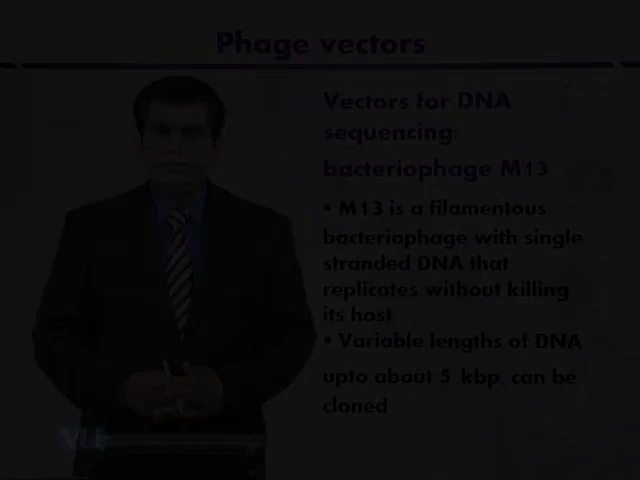 Phage vectors
Vectors for DNA
sequencing:
bacteriophage M13
• M13 is a filamentous
bacteriophage with single
stranded DNA that
replicates without killing
its host
• Variable lengths of DNA
upto about 5 kbp, can be
cloned
VU